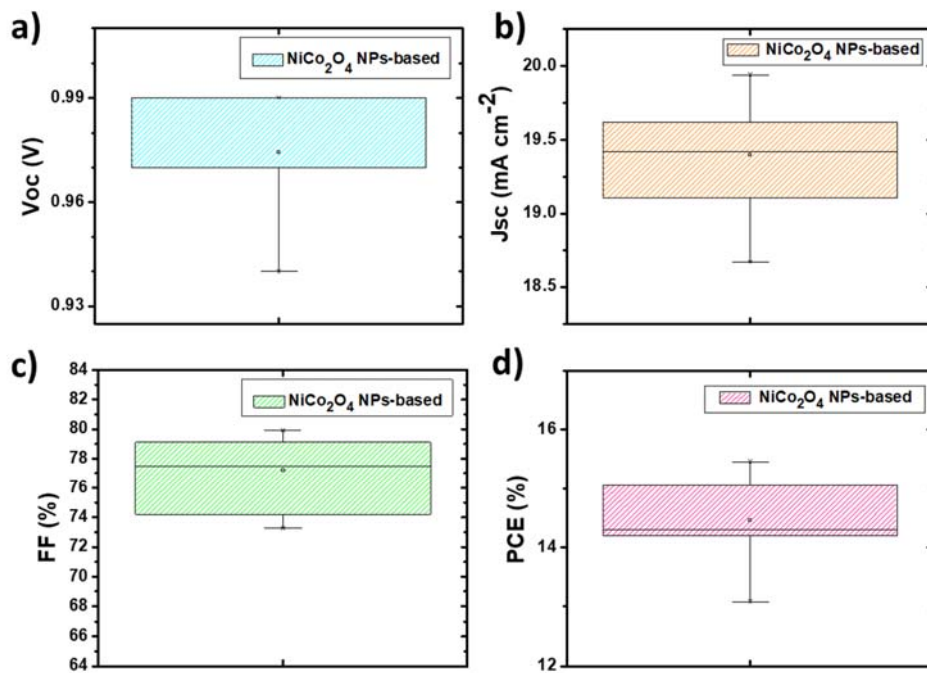 a)
NiCo2O4 NPs-based
0.99
0.96
0.93
Voc (V)
b)
NiCo2O4 NPs-based
20.0
19.5
19.0
18.5
Jsc (mA cm-2)
c)
NiCo2O4 NPs-based
84
82
80
78
76
74
72
70
68
66
64
FF (%)
d)
NiCo2O4 NPs-based
16
14
12
PCE (%)